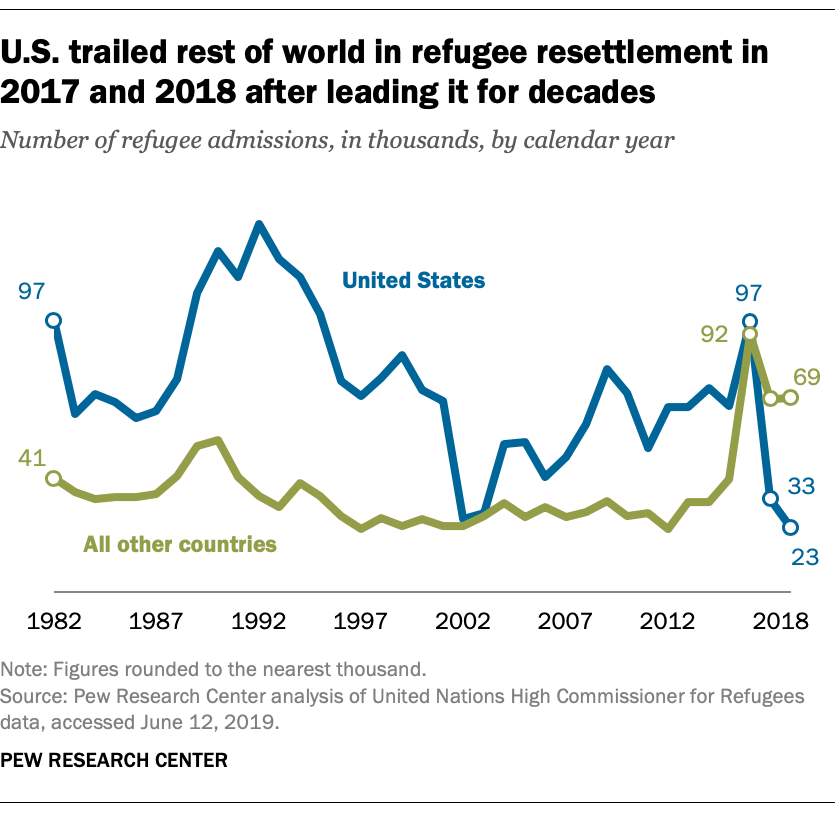 U.S. trailed rest of world in refugee resettlement in
2017 and 2018 after leading it for decades
Number of refugee admissions, in thousands, by calendar year
97
United States
97
92
69
41
33
All other countries
23
1982 1987 1992 1997 2002 2007 2012 2018
Note: Figures rounded to the nearest thousand.
Source: Pew Research Center analysis of United Nations High Commissioner for Refugees
data, accessed June 12, 2019.
PEW RESEARCH CENTER